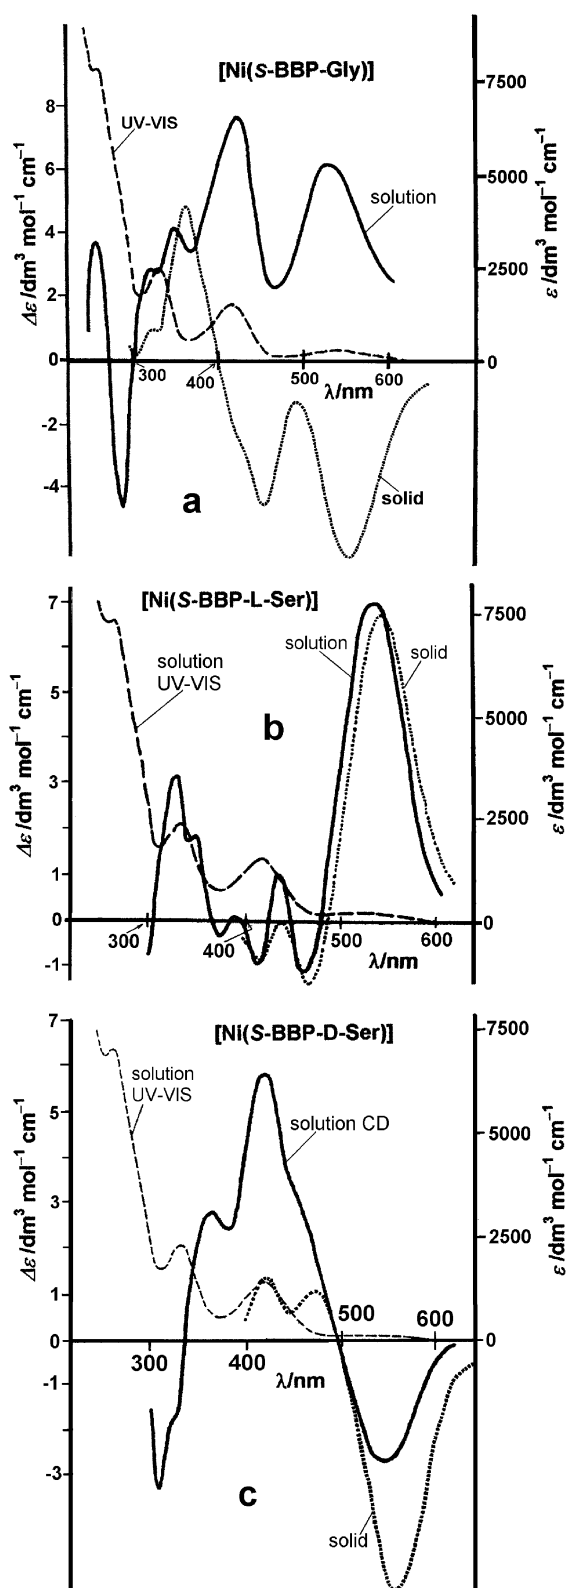 [Ni(S-BBP-Gly)]
UV-VIS
solution
solid
a
Δε/dm³ mol⁻¹ cm⁻¹
8
6
4
2
0
-2
-4
300
400
500
600
λ/nm
ε/dm³ mol⁻¹ cm⁻¹
7500
5000
2500
0
[Ni(S-BBP-L-Ser)]
solution
UV-VIS
solution
solid
b
Δε/dm³ mol⁻¹ cm⁻¹
7
5
3
1
0
-1
300
400
500
600
λ/nm
ε/dm³ mol⁻¹ cm⁻¹
7500
5000
2500
0
[Ni(S-BBP-D-Ser)]
solution
UV-VIS
solution CD
solid
c
Δε/dm³ mol⁻¹ cm⁻¹
7
5
3
1
0
-1
-3
300
400
500
600
λ/nm
ε/dm³ mol⁻¹ cm⁻¹
7500
5000
2500
0